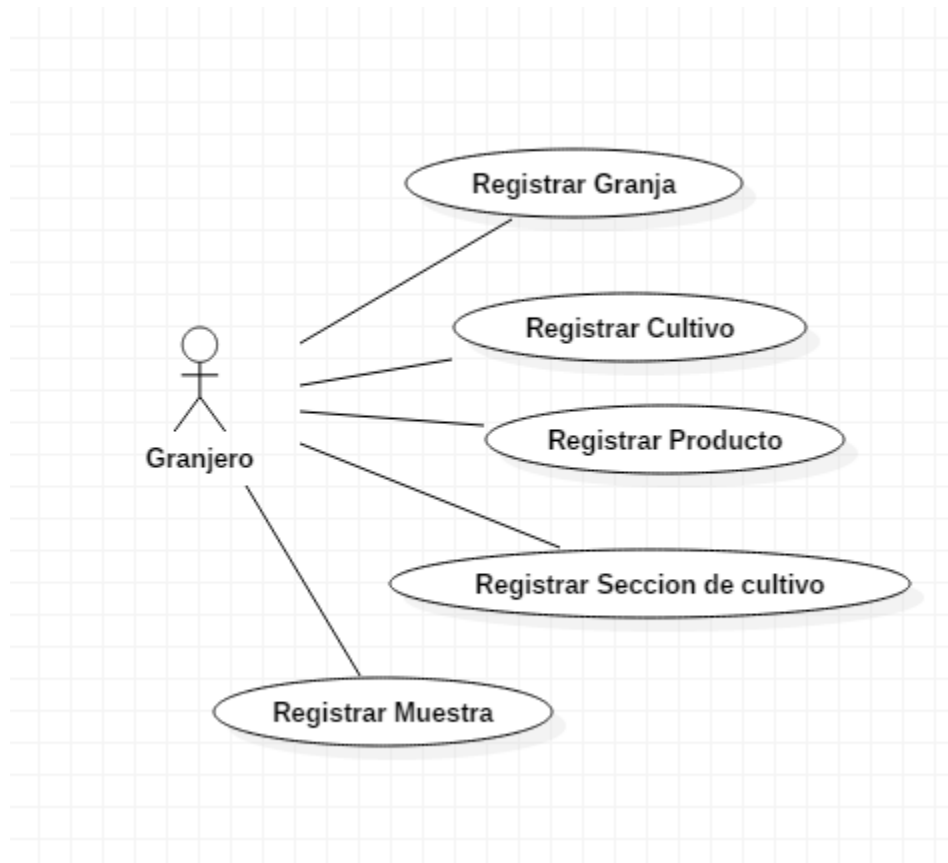 Registrar Granja
Registrar Cultivo
Registrar Producto
Granjero
Registrar Seccion de cultivo
Registrar Muestra